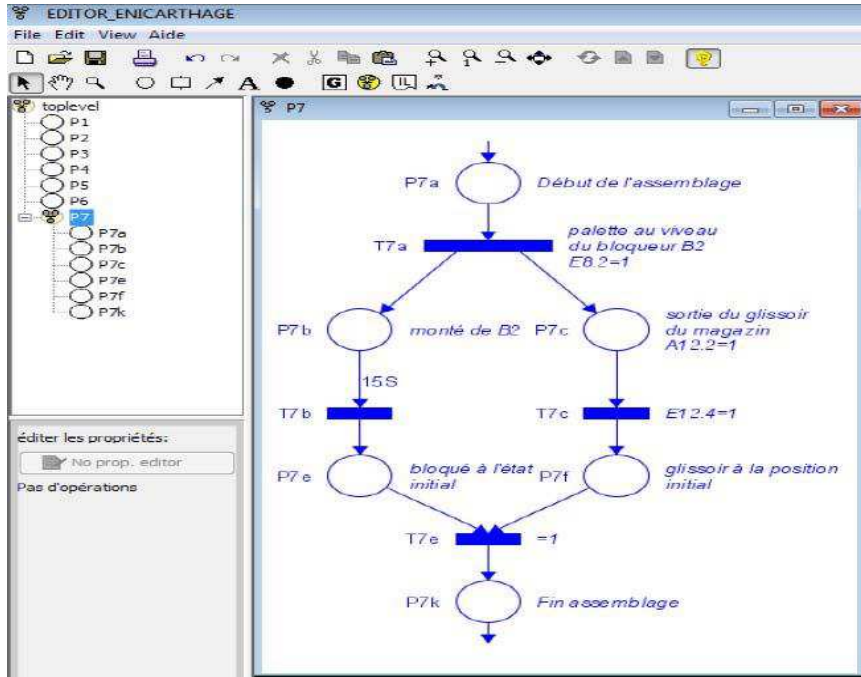 EDITOR_ENICARTHAGE
File Edit View Aide
A
G
toplevel
P1
P2
P3
P4
P5
P6
P7
P7a
P7b
P7c
P7e
P7f
P7k
éditer les propriétés:
No prop. editor
Pas d'opérations
P7
P7a
Début de l'assemblage
T7a
palette au viveau
du bloqueur B2
E8.2=1
P7b
monté de B2
P7c
sortie du glissoir
du magazin
A12.2=1
15S
T7b
T7c
E12.4=1
P7e
bloqué à l'état
initial
P7f
glissoir à la position
initial
T7e
=1
P7k
Fin assemblage